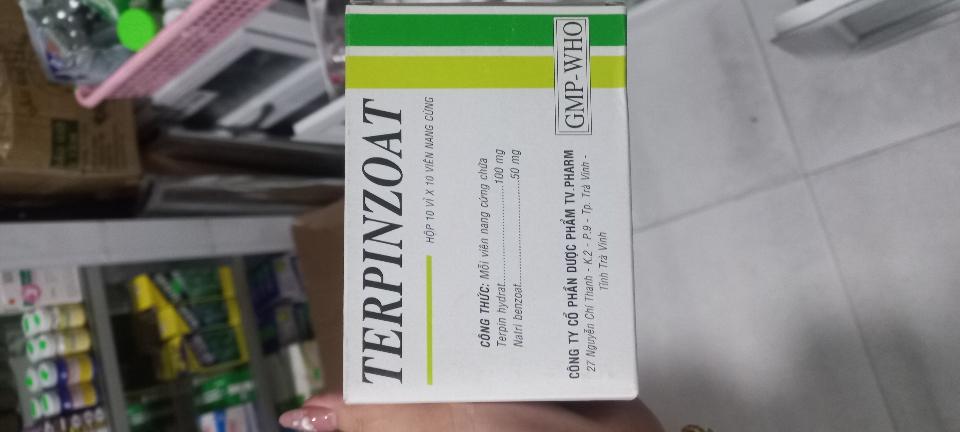 TERPINZOAT
HỘP 10 VỈ X 10 VIÊN NANG CỨNG
CÔNG THỨC: Mỗi viên nang cứng chứa
Terpin hydrat..............................100 mg
Natri benzoat..............................50 mg
GMP-WHO
CÔNG TY CỔ PHẦN DƯỢC PHẨM TV.PHARM
27 Nguyễn Chí Thanh - K.2 - P.9 - Tp. Trà Vinh -
Tỉnh Trà Vinh